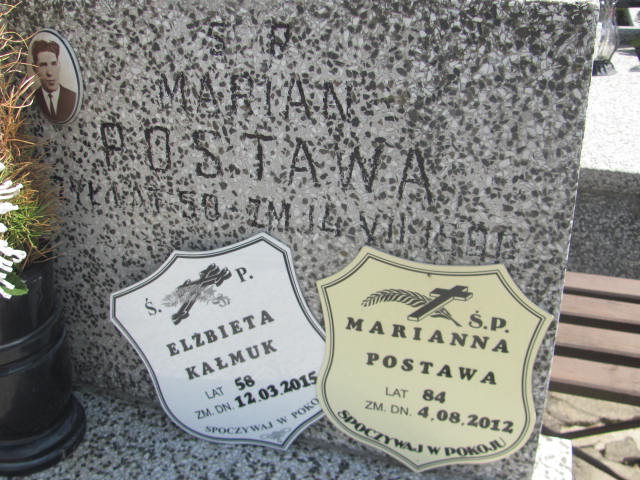 Ś. P.
MARIAN
POSTAWA
ŻYŁ LAT 50 ZM. 14 VII
Ś. P.
ELŻBIETA
KAŁMUK
LAT 58
ZM. DN. 12.03.2015
SPOCZYWAJ W POKOJU
Ś.P.
MARIANNA
POSTAWA
LAT 84
ZM. DN. 4,08,2012
SPOCZYWAJ W POKOJU